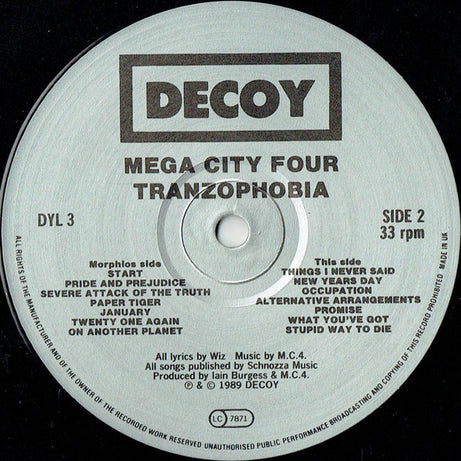 DECOY
MEGA CITY FOUR
TRANZOPHOBIA
DYL 3
SIDE 2
33 rpm
Morphlos side
START
PRIDE AND PREJUDICE
SEVERE ATTACK OF THE TRUTH
PAPER TIGER
JANUARY
TWENTY ONE AGAIN
ON ANOTHER PLANET
This side
THINGS I NEVER SAID
NEW YEARS DAY
OCCUPATION
ALTERNATIVE ARRANGEMENTS
PROMISE
WHAT YOU'VE GOT
STUPID WAY TO DIE
All lyrics by Wiz Music by M.C.4.
All songs published by Schnozza Music
Produced by Iain Burgess & M.C.4.
℗ & © 1989 DECOY
LC 7871
ALL RIGHTS OF THE MANUFACTURER AND OF THE OWNER OF THE RECORDED WORK RESERVED UNAUTHORISED PUBLIC PERFORMANCE BROADCASTING AND COPYING OF THIS RECORD PROHIBITED MADE IN UK